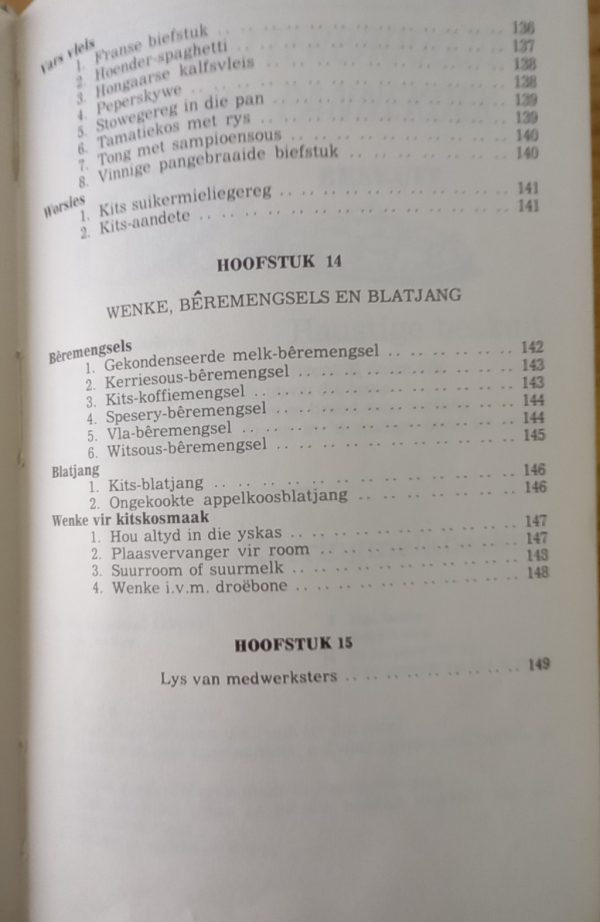 Vars vleis
1. Franse biefstuk .. .. .. .. .. .. .. .. 136
2. Hoender-spaghetti .. .. .. .. .. .. .. .. 137
3. Hongaarse kalfsvleis .. .. .. .. .. .. .. 138
4. Peperskywe .. .. .. .. .. .. .. .. .. 138
5. Stowegereg in die pan .. .. .. .. .. .. .. 139
6. Tamatiekos met rys .. .. .. .. .. .. .. 139
7. Tong met sampioensous .. .. .. .. .. .. 140
8. Vinnige pangebraaide biefstuk .. .. .. .. .. 140
Worsies
1. Kits suikermieliegereg .. .. .. .. .. .. .. 141
2. Kits-aandete .. .. .. .. .. .. .. .. .. 141
HOOFSTUK 14
WENKE, BÊREMENGSELS EN BLATJANG
Bêremengsels
1. Gekondenseerde melk-bêremengsel .. .. .. .. 142
2. Kerriesous-bêremengsel .. .. .. .. .. .. 143
3. Kits-koffiemengsel .. .. .. .. .. .. .. 143
4. Spesery-bêremengsel .. .. .. .. .. .. .. 144
5. Vla-bêremengsel .. .. .. .. .. .. .. .. 144
6. Witsous-bêremengsel .. .. .. .. .. .. .. 145
Blatjang
1. Kits-blatjang .. .. .. .. .. .. .. .. .. 146
2. Ongekookte appelkoosblatjang .. .. .. .. .. 146
Wenke vir kitskosmaak
1. Hou altyd in die yskas .. .. .. .. .. .. .. 147
2. Plaasvervanger vir room .. .. .. .. .. .. 147
3. Suurroom of suurmelk .. .. .. .. .. .. .. 148
4. Wenke i.v.m. droëbone .. .. .. .. .. .. .. 148
HOOFSTUK 15
Lys van medwerksters .. .. .. .. .. .. 149